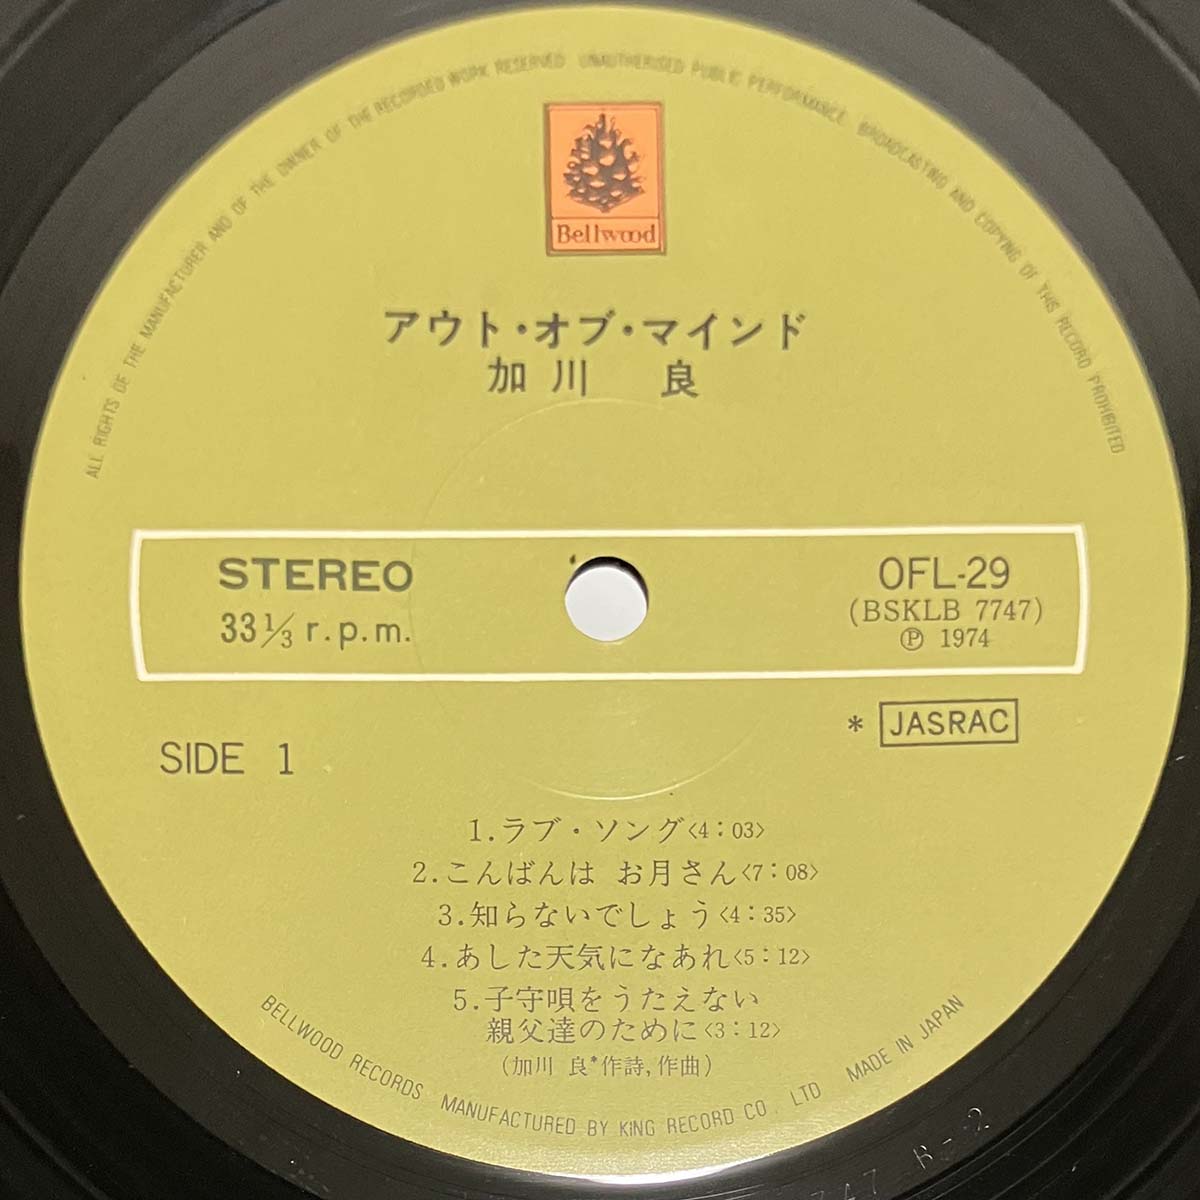 ALL RIGHTS OF THE MANUFACTURER AND OF THE OWNER OF THE RECORDED WORK RESERVED UNAUTHORISED PUBLIC PERFORMANCE BROADCASTING AND COPYING OF THIS RECORD PROHIBITED
Bellwood
アウト・オブ・マインド
加川 良
STEREO
33⅓ r.p.m.
OFL-29
(BSKLB 7747)
Ⓟ 1974
* JASRAC
SIDE 1
1.ラブ・ソング〈4：03〉
2.こんばんは お月さん〈7：08〉
3.知らないでしょう〈4：35〉
4.あした天気になあれ〈5：12〉
5.子守唄をうたえない
親父達のために〈3：12〉
(加川 良*作詩,作曲)
BELLWOOD RECORDS MANUFACTURED BY KING RECORD CO., LTD MADE IN JAPAN